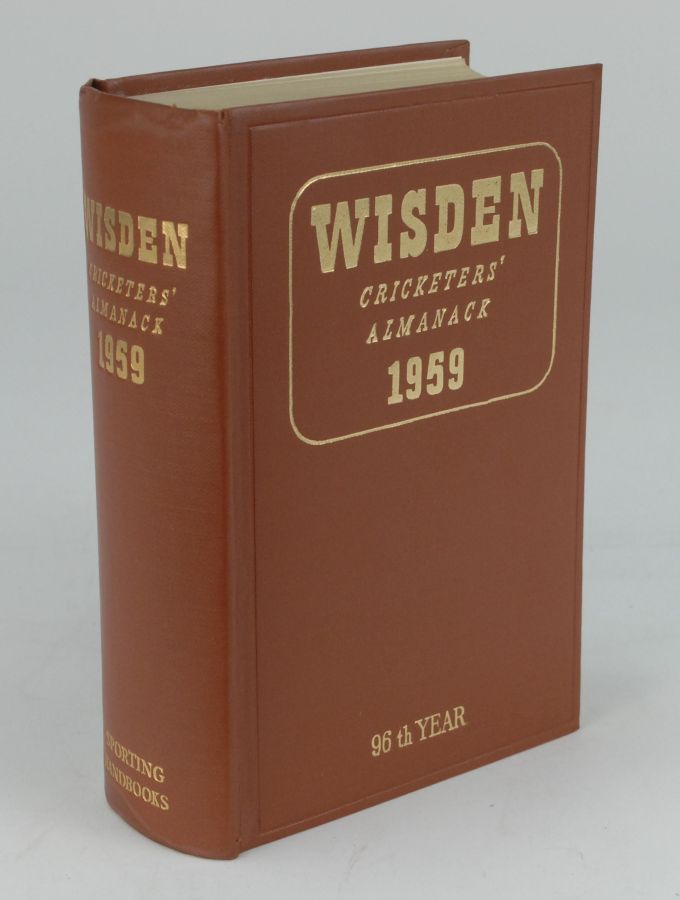 WISDEN
CRICKETERS'
ALMANACK
1959
SPORTING
HANDBOOKS
WISDEN
CRICKETERS'
ALMANACK
1959
96 th YEAR